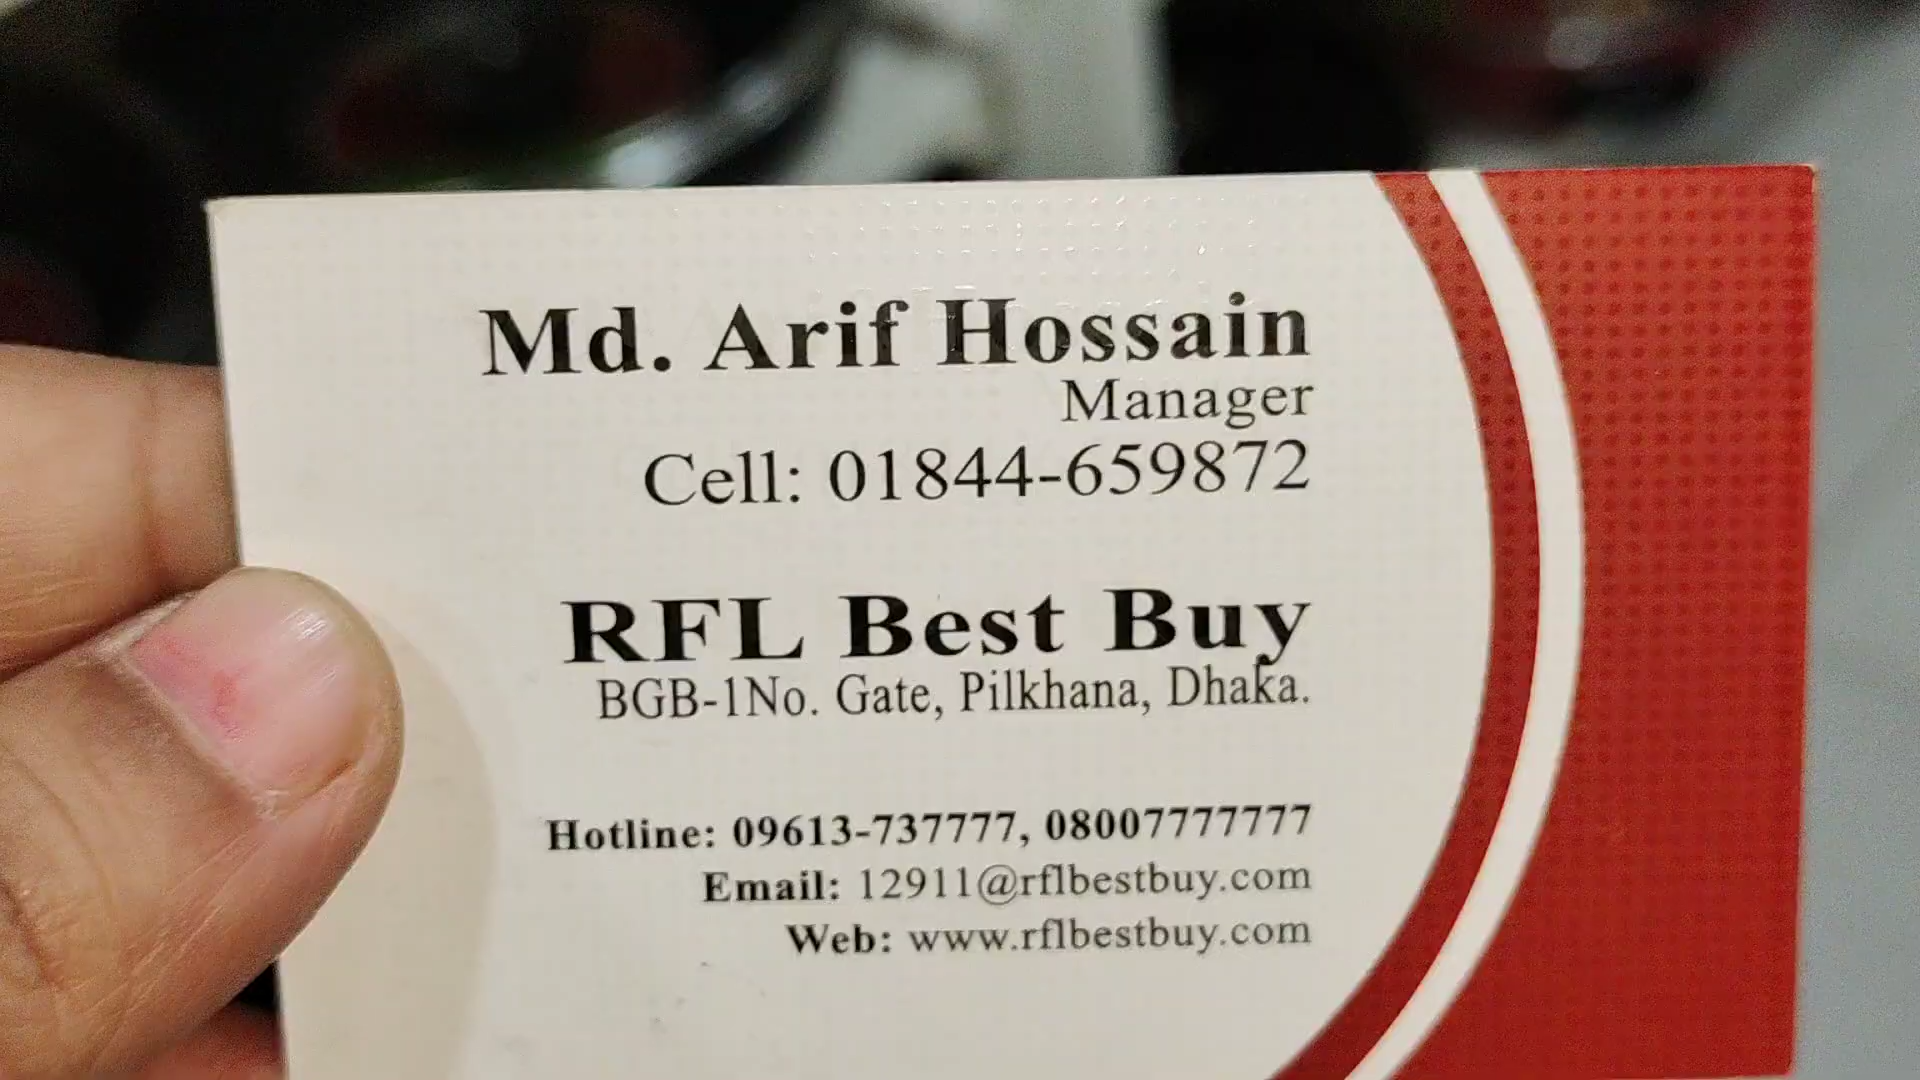 Md. Arif Hossain
Manager
Cell: 01844-659872
RFL Best Buy
BGB-1No. Gate, Pilkhana, Dhaka.
Hotline: 09613-737777, 08007777777
Email: 12911@rflbestbuy.com
Web: www.rflbestbuy.com